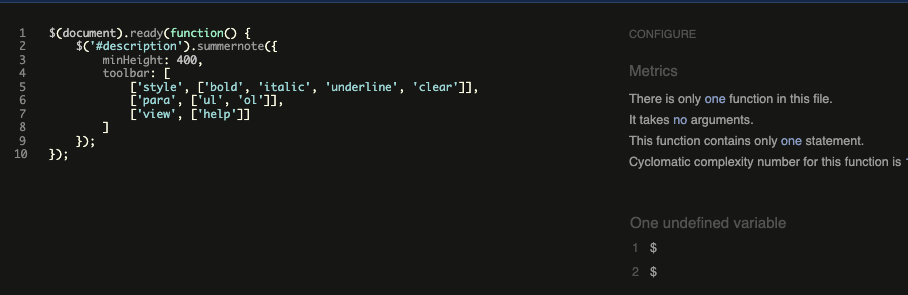 1 $(document).ready(function() {
2 $('#description').summernote({
3 minHeight: 400,
4 toolbar: [
5 ['style', ['bold', 'italic', 'underline', 'clear']],
6 ['para', ['ul', 'ol']],
7 ['view', ['help']]
8 ]
9 });
10 });
CONFIGURE
Metrics
There is only one function in this file.
It takes no arguments.
This function contains only one statement.
Cyclomatic complexity number for this function is
One undefined variable
1 $
2 $